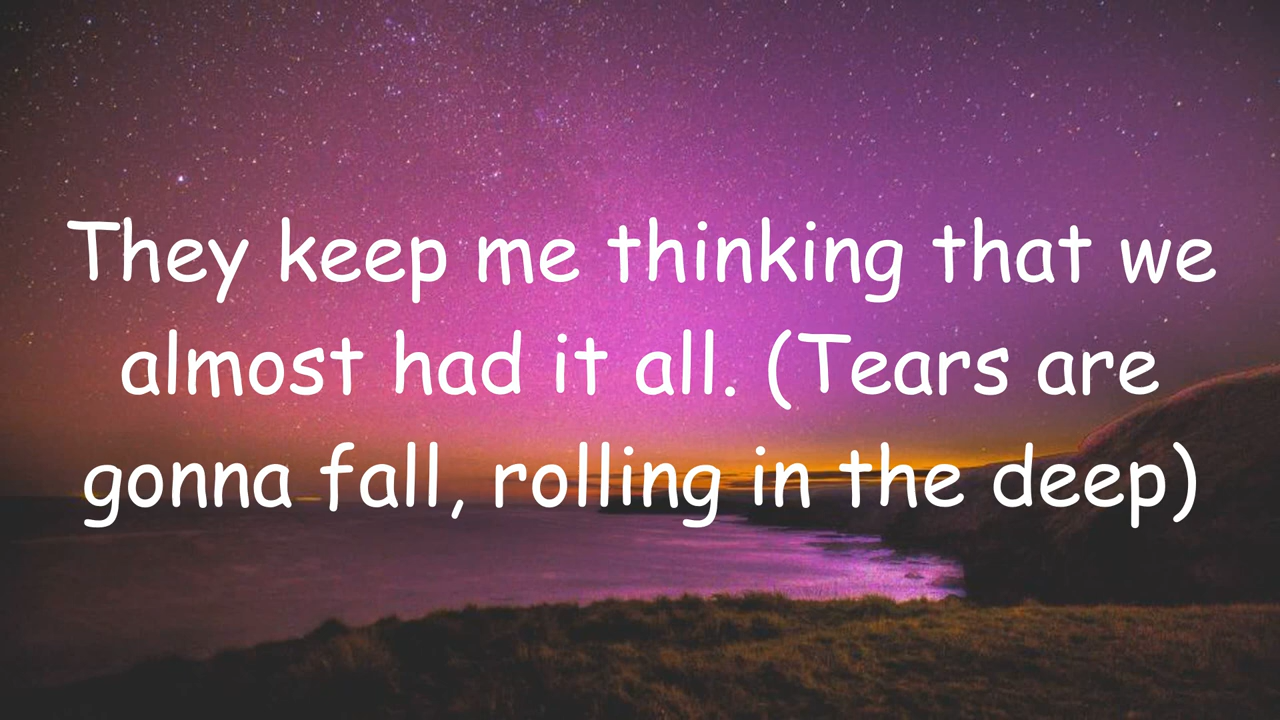 They keep me thinking that we
almost had it all. (Tears are
gonna fall, rolling in the deep)